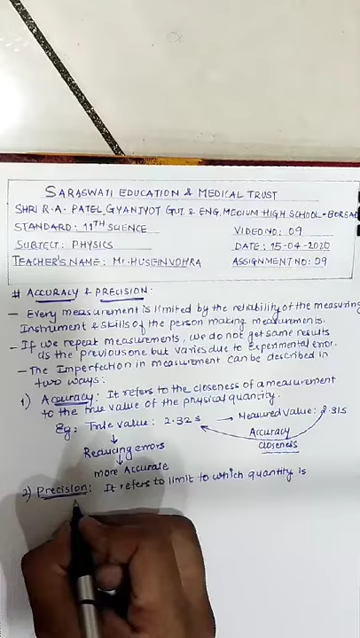 SARASWATI EDUCATION & MEDICAL TRUST
SHRI R.A. PATEL GYANJYOT GUJ. & ENG. MEDIUM HIGH SCHOOL - BORSAD
STANDARD: 11TH SCIENCE
VIDEO NO: 09
SUBJECT: PHYSICS
DATE: 15-04-2020
TEACHER'S NAME: Mr. HUSEIN VOHRA
ASSIGNMENT NO: 09
# ACCURACY & PRECISION:
- Every measurement is limited by the reliability of the measuring
Instrument & skills of the person making measurements.
- If we repeat measurements, we do not get same results
as the previous one but varies due to experimental error.
- The Imperfection in measurement can be described in
two ways:
1) Accuracy: It refers to the closeness of a measurement
to the true value of the physical quantity.
Eg: True value: 2.32 s → Measured value: 2.31 s
Accuracy
closeness
↓
Reducing errors
↓
more Accurate
2) Precision: It refers to limit to which quantity is